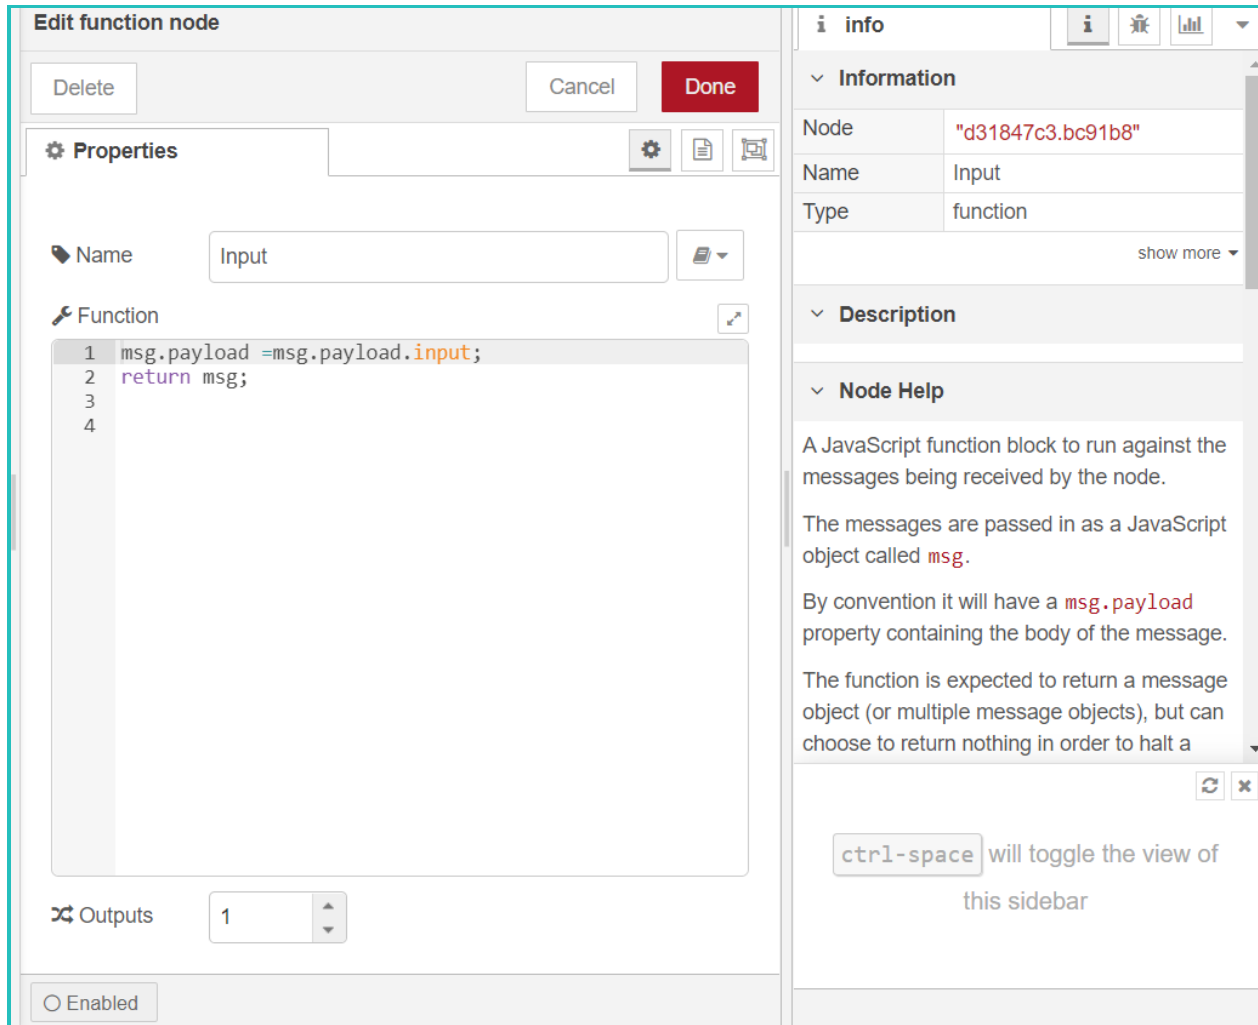 Edit function node
Delete
Cancel
Done
Properties
Name
Input
Function
1 msg.payload =msg.payload.input;
2 return msg;
3
4
Outputs
1
Enabled
info
Information
Node "d31847c3.bc91b8"
Name Input
Type function
show more
Description
Node Help
A JavaScript function block to run against the
messages being received by the node.
The messages are passed in as a JavaScript
object called msg.
By convention it will have a msg.payload
property containing the body of the message.
The function is expected to return a message
object (or multiple message objects), but can
choose to return nothing in order to halt a
ctrl-space will toggle the view of
this sidebar